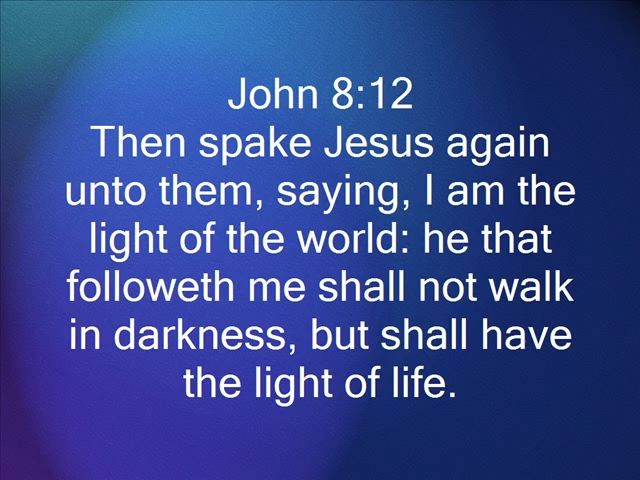 John 8:12
Then spake Jesus again
unto them, saying, I am the
light of the world: he that
followeth me shall not walk
in darkness, but shall have
the light of life.